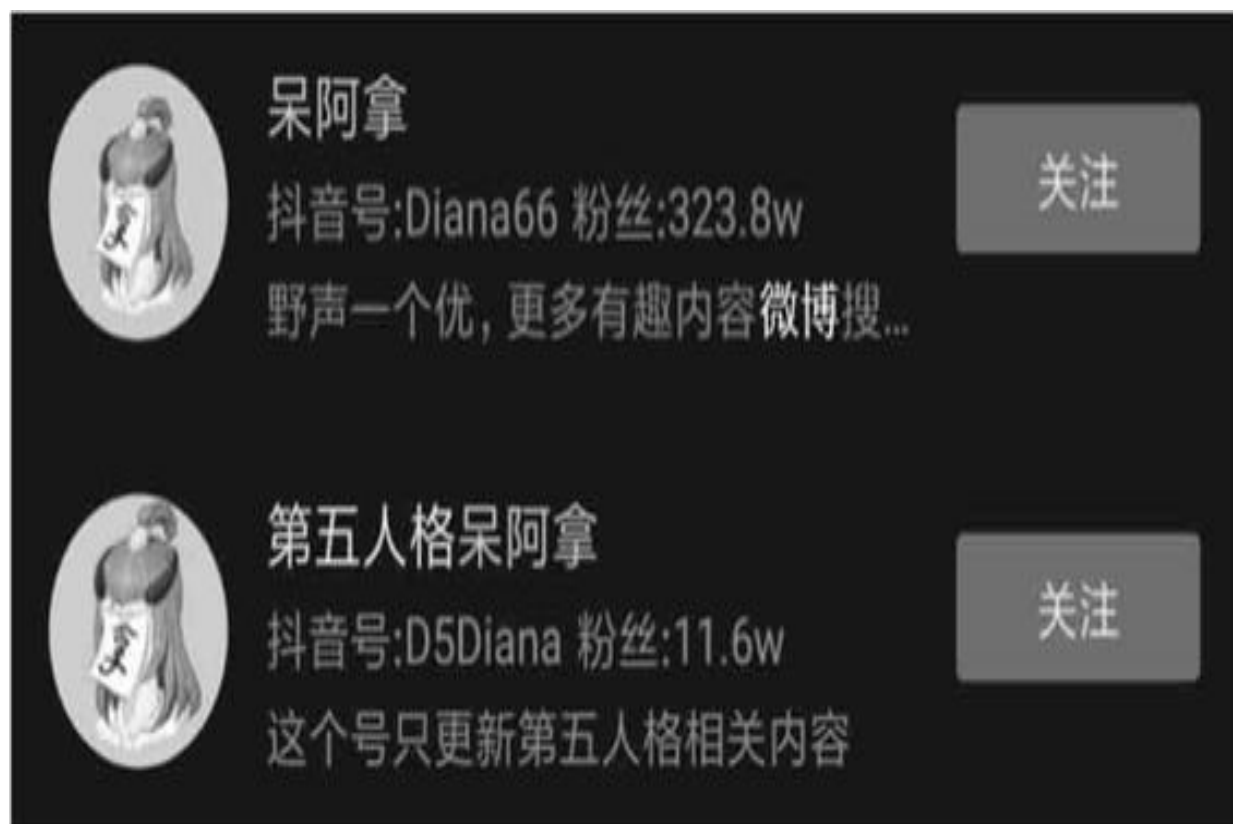 呆阿拿
抖音号:Diana66 粉丝:323.8w
关注
野声一个优, 更多有趣内容微博搜...
第五人格呆阿拿
抖音号:D5Diana 粉丝:11.6w
关注
这个号只更新第五人格相关内容
拿
拿